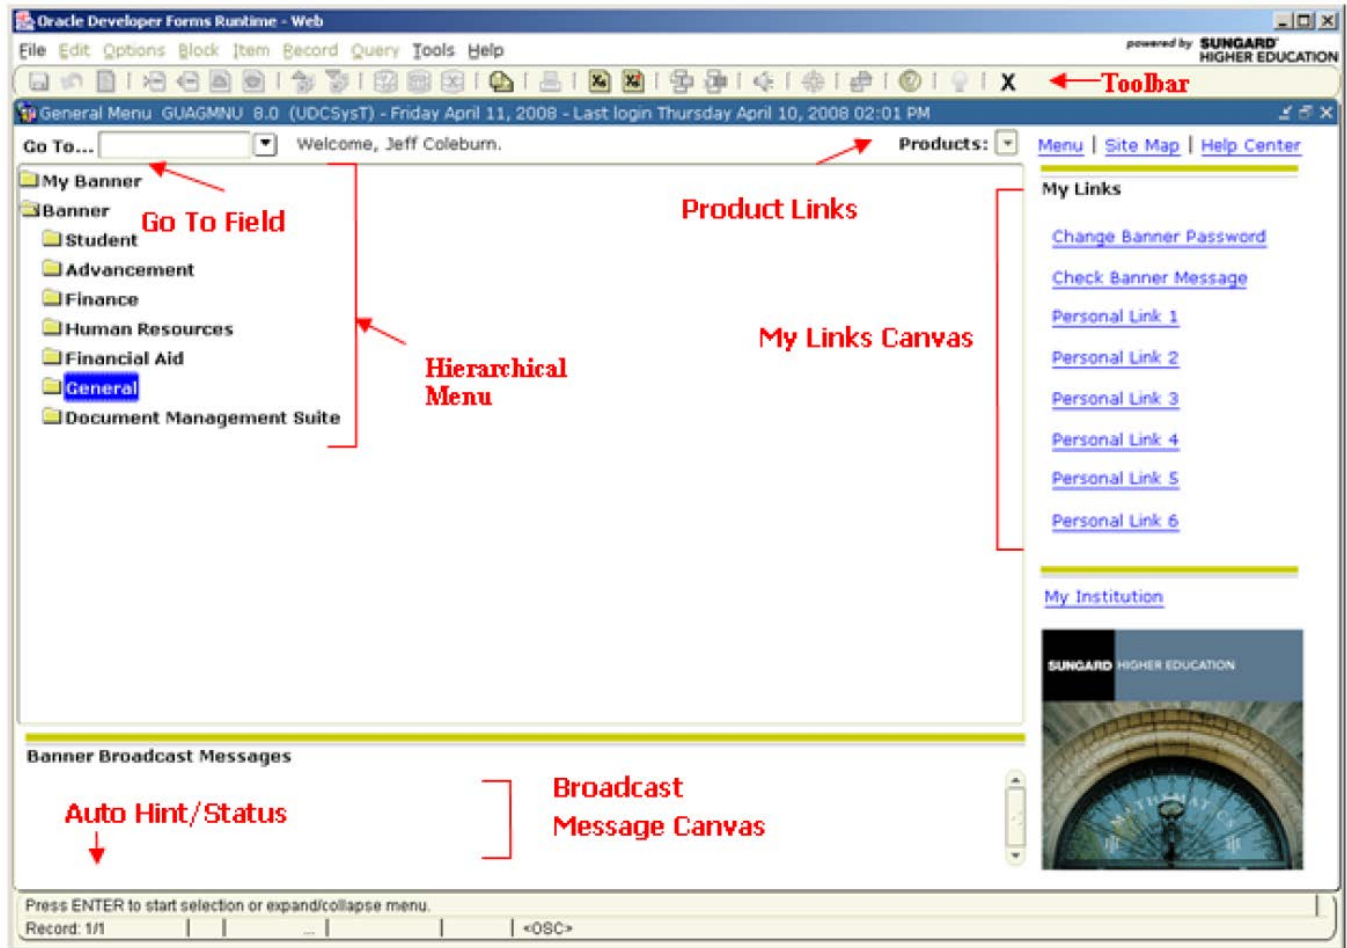 Oracle Developer Forms Runtime - Web
File Edit Options Block Item Record Query Tools Help
powered by SUNGARD HIGHER EDUCATION
X
Toolbar
General Menu GUAGMNU 8.0 (UDCSysT) - Friday April 11, 2008 - Last login Thursday April 10, 2008 02:01 PM
Go To...
Welcome, Jeff Coleburn.
Products:
Menu | Site Map | Help Center
My Banner
Banner
Go To Field
Student
Advancement
Finance
Human Resources
Financial Aid
General
Document Management Suite
Hierarchical
Menu
Product Links
My Links Canvas
My Links
Change Banner Password
Check Banner Message
Personal Link 1
Personal Link 2
Personal Link 3
Personal Link 4
Personal Link 5
Personal Link 6
My Institution
SUNGARD HIGHER EDUCATION
MATHEMAT CS
Banner Broadcast Messages
Auto Hint/Status
Broadcast
Message Canvas
Press ENTER to start selection or expand/collapse menu.
Record: 1/1 ... <OSC>